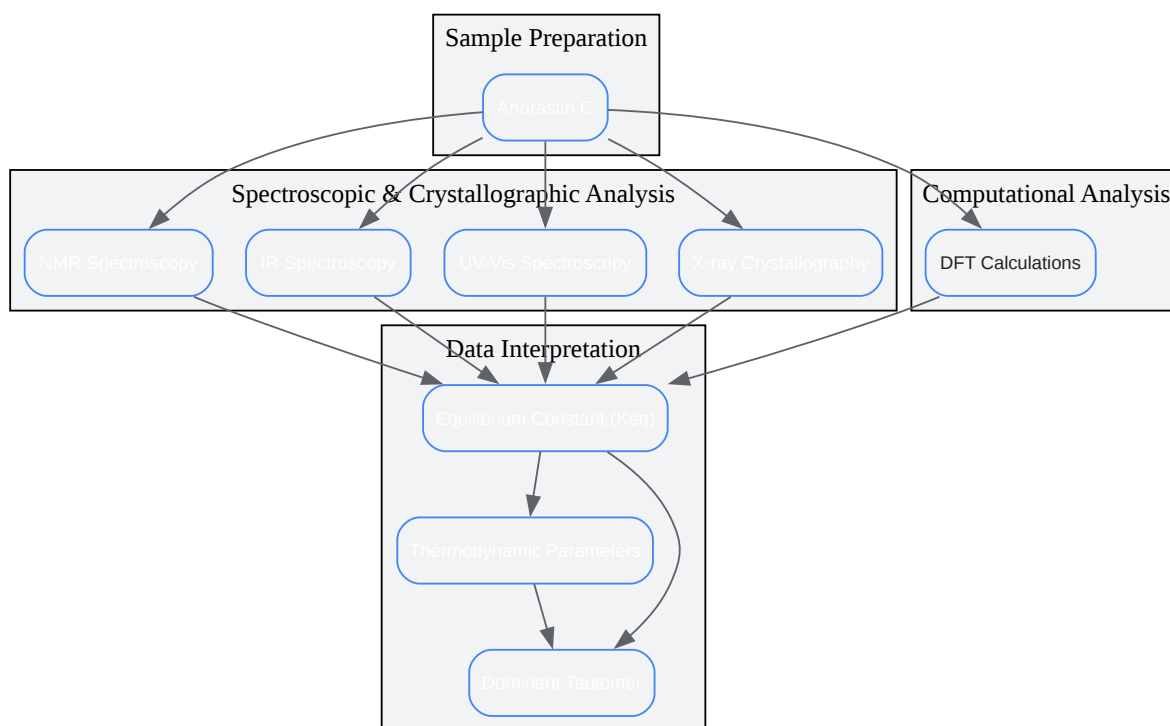 Sample Preparation
Andrastin C
Spectroscopic & Crystallographic Analysis
Computational Analysis
NMR Spectroscopy
IR Spectroscopy
UV-Vis Spectroscopy
X-ray Crystallography
DFT Calculations
Data Interpretation
Equilibrium Constant (Keq)
Thermodynamic Parameters
Dominant Tautomer